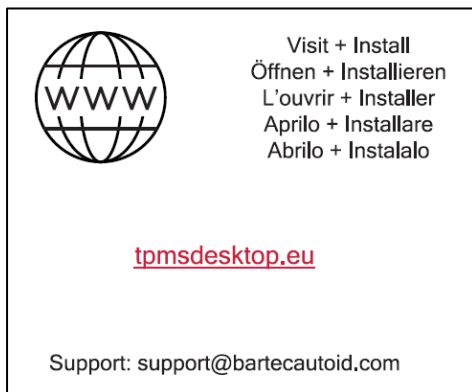 WWW
Visit + Install
Öffnen + Installieren
L'ouvrir + Installer
Aprilo + Installare
Abrilo + Instalalo
tpmsdesktop.eu
Support: support@bartecautoid.com